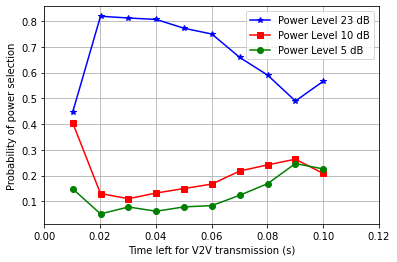 Power Level 23 dB
Power Level 10 dB
Power Level 5 dB
Probability of power selection
0.8
0.7
0.6
0.5
0.4
0.3
0.2
0.1
0.00 0.02 0.04 0.06 0.08 0.10 0.12
Time left for V2V transmission (s)